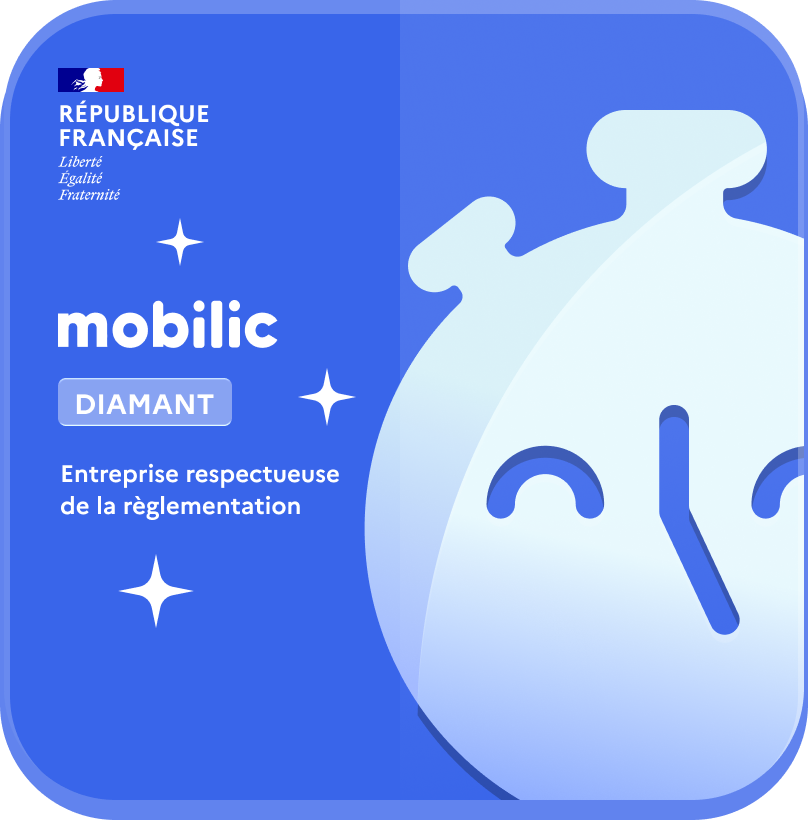 RÉPUBLIQUE
FRANÇAISE
Liberté
Égalité
Fraternité
mobilic
DIAMANT
Entreprise respectueuse
de la règlementation